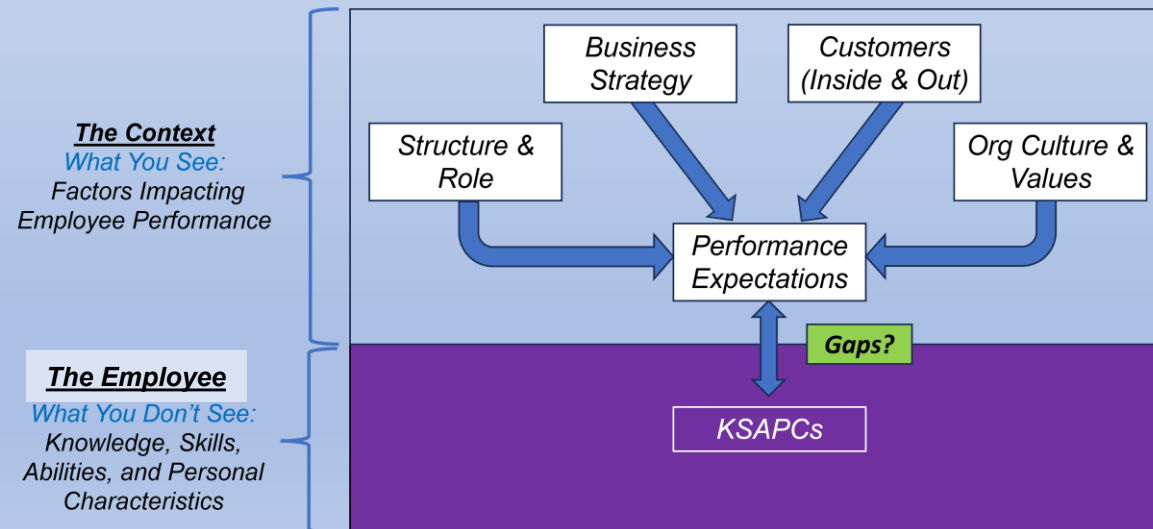 The Context
What You See:
Factors Impacting
Employee Performance
The Employee
What You Don't See:
Knowledge, Skills,
Abilities, and Personal
Characteristics
Business
Strategy
Customers
(Inside & Out)
Structure &
Role
Org Culture &
Values
Performance
Expectations
Gaps?
KSAPCs